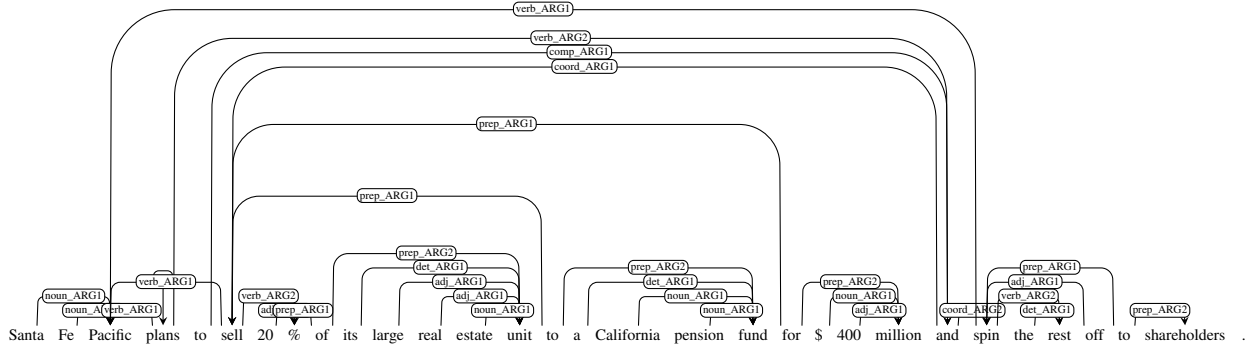 verb_ARG1
verb_ARG2
comp_ARG1
coord_ARG1
prep_ARG1
prep_ARG1
prep_ARG2
det_ARG1 prep_ARG2 prep_ARG1
verb_ARG1 adj_ARG1 det_ARG1 prep_ARG2 adj_ARG1
noun_ARG1 verb_ARG2 adj_ARG1 noun_ARG1 noun_ARG1 verb_ARG2
noun_A verb_ARG1 ad prep_ARG1 noun_ARG1 noun_ARG1 adj_ARG1 coord_ARG2 det_ARG1 prep_ARG2
Santa Fe Pacific plans to sell 20 % of its large real estate unit to a California pension fund for $ 400 million and spin the rest off to shareholders .